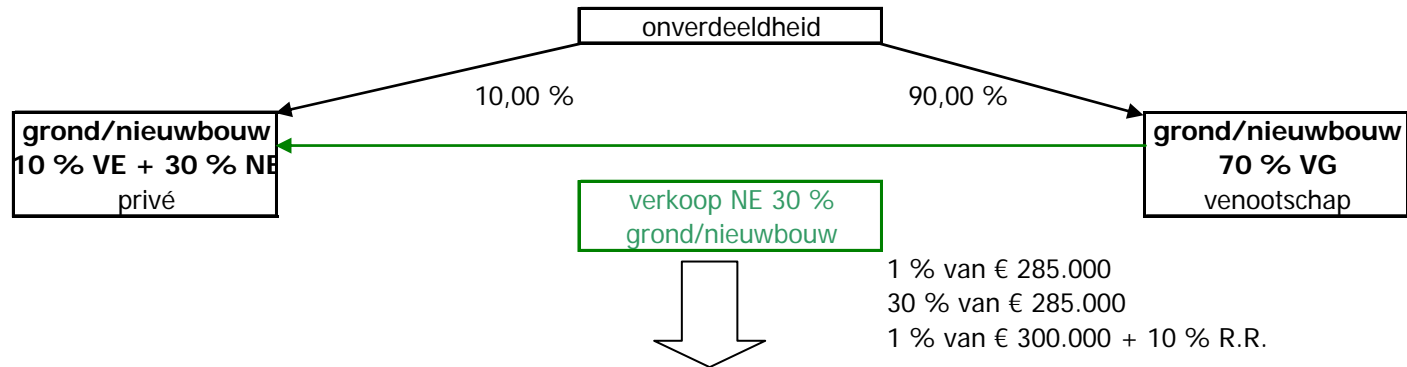 onverdeeldheid
10,00 %
90,00 %
grond/nieuwbouw
10 % VE + 30 % NE
privé
grond/nieuwbouw
70 % VG
venootschap
verkoop NE 30 %
grond/nieuwbouw
1 % van € 285.000
30 % van € 285.000
1 % van € 300.000 + 10 % R.R.